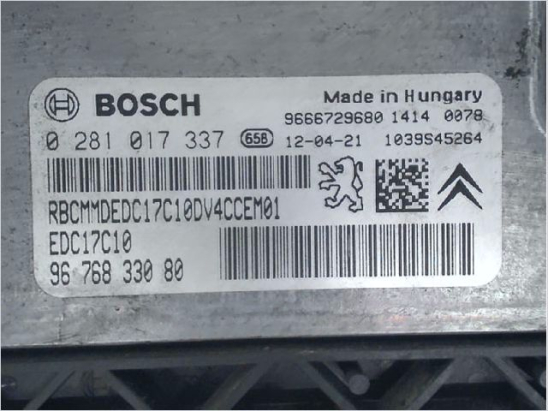 BOSCH
Made in Hungary
9666729680 1414 0078
0 281 017 337 656 12-04-21 1039S45264
RBCMMDEDC17C10DV4CCEM01
EDC17C10
96 768 330 80